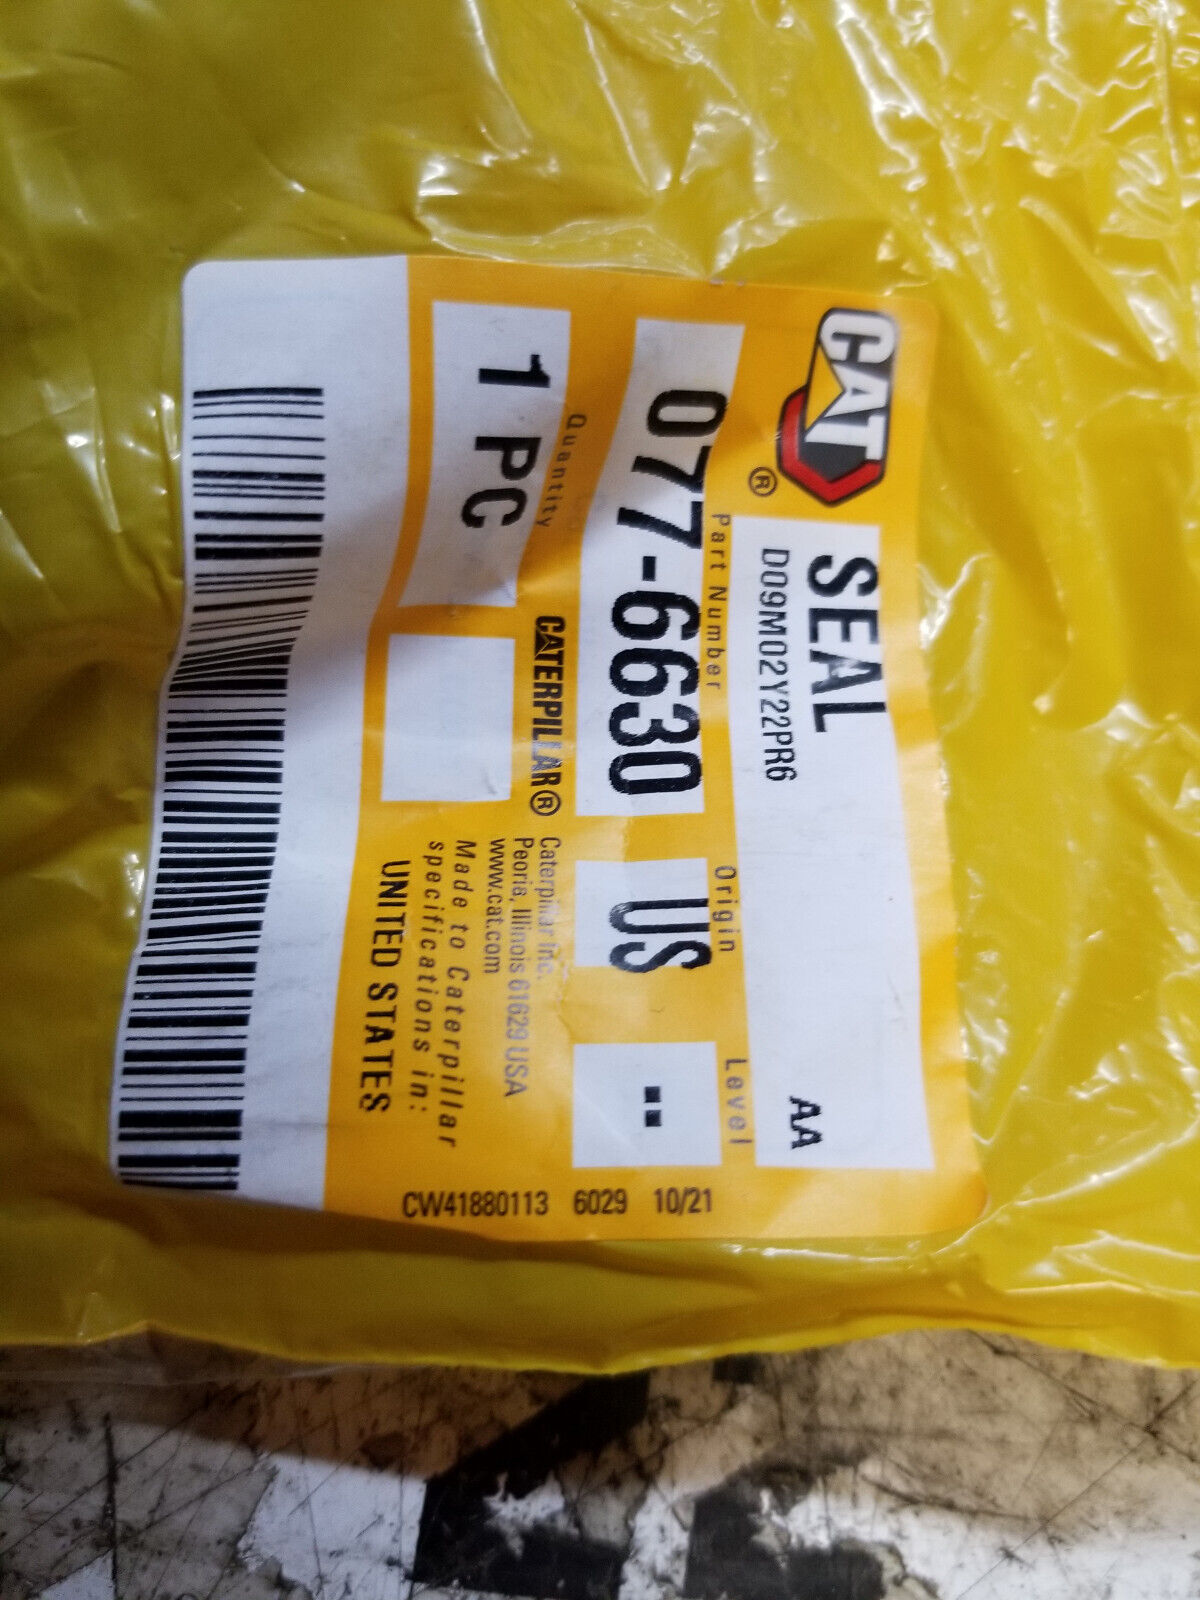 CAT®
SEAL
D09M02Y22PR6
AA
Part Number
Origin
Level
077-6630
US
--
Quantity
1 PC
CATERPILLAR®
Caterpillar Inc.
Peoria, Illinois 61629 USA
www.cat.com
Made to Caterpillar
specifications in:
UNITED STATES
CW41880113 6029 10/21